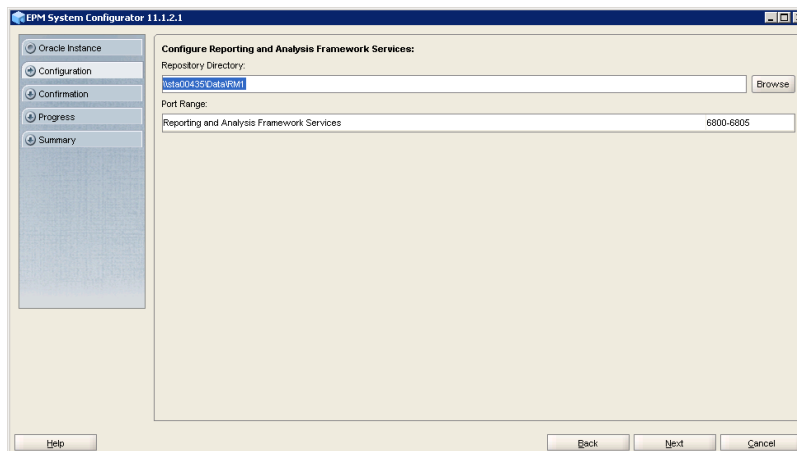 EPM System Configurator 11.1.2.1
Oracle Instance
Configuration
Confirmation
Progress
Summary
Configure Reporting and Analysis Framework Services:
Repository Directory:
\\sta00435\Data\RM1
Browse
Port Range:
Reporting and Analysis Framework Services 6800-6805
Help
Back
Next
Cancel